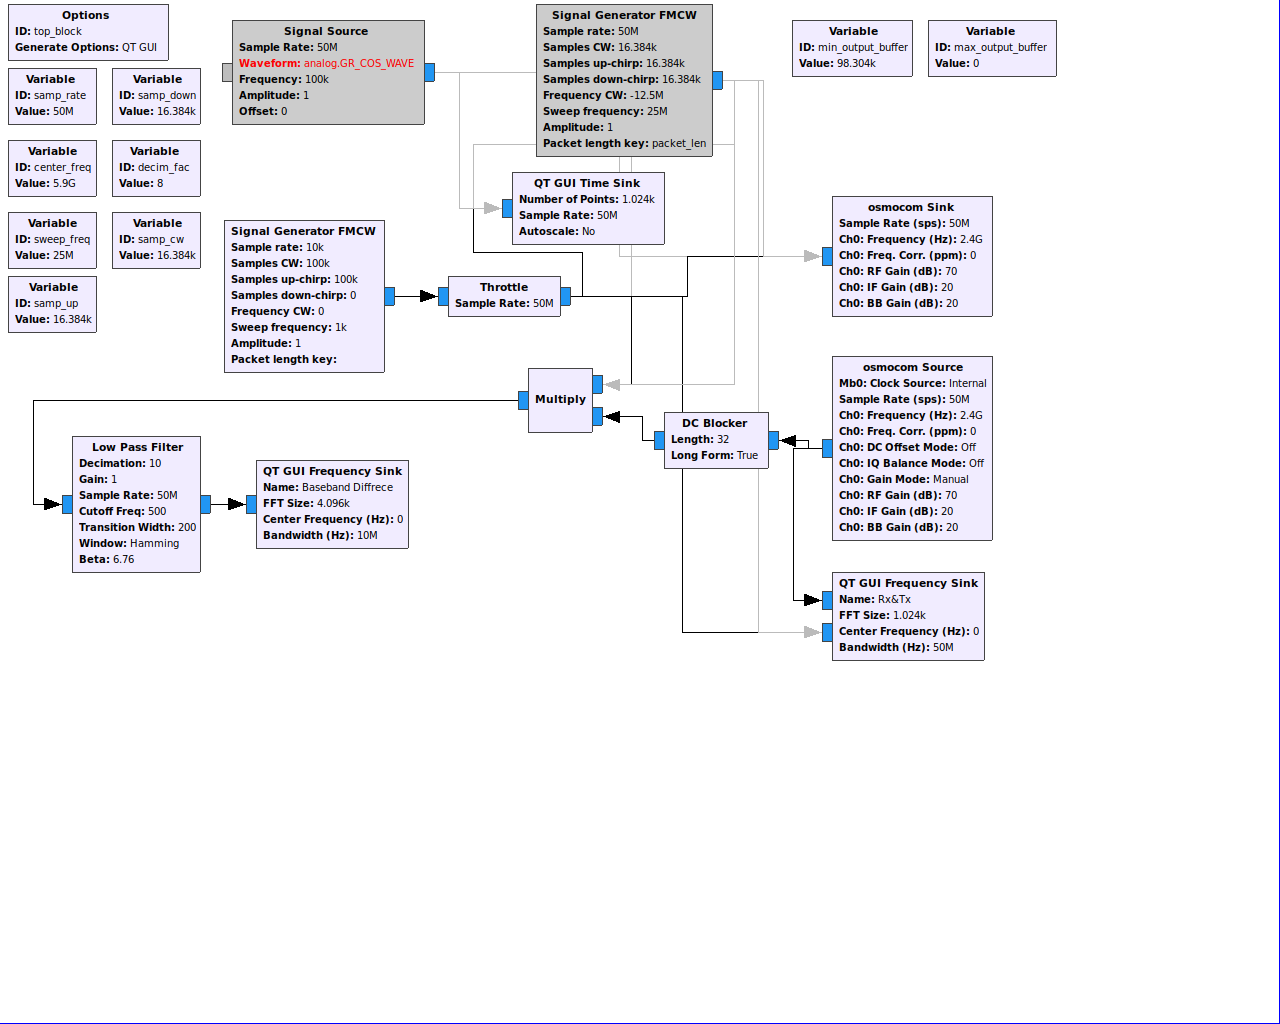 Options
ID: top_block
Generate Options: QT GUI
Variable
ID: samp_rate
Value: 50M
Variable
ID: samp_down
Value: 16.384k
Variable
ID: center_freq
Value: 5.9G
Variable
ID: decim_fac
Value: 8
Variable
ID: sweep_freq
Value: 25M
Variable
ID: samp_cw
Value: 16.384k
Variable
ID: samp_up
Value: 16.384k
Signal Source
Sample Rate: 50M
Waveform: analog.GR_COS_WAVE
Frequency: 100k
Amplitude: 1
Offset: 0
Signal Generator FMCW
Sample rate: 50M
Samples CW: 16.384k
Samples up-chirp: 16.384k
Samples down-chirp: 16.384k
Frequency CW: -12.5M
Sweep frequency: 25M
Amplitude: 1
Packet length key: packet_len
Variable
ID: min_output_buffer
Value: 98.304k
Variable
ID: max_output_buffer
Value: 0
QT GUI Time Sink
Number of Points: 1.024k
Sample Rate: 50M
Autoscale: No
Signal Generator FMCW
Sample rate: 10k
Samples CW: 100k
Samples up-chirp: 100k
Samples down-chirp: 0
Frequency CW: 0
Sweep frequency: 1k
Amplitude: 1
Packet length key:
Throttle
Sample Rate: 50M
osmocom Sink
Sample Rate (sps): 50M
Ch0: Frequency (Hz): 2.4G
Ch0: Freq. Corr. (ppm): 0
Ch0: RF Gain (dB): 70
Ch0: IF Gain (dB): 20
Ch0: BB Gain (dB): 20
Multiply
DC Blocker
Length: 32
Long Form: True
osmocom Source
Mb0: Clock Source: Internal
Sample Rate (sps): 50M
Ch0: Frequency (Hz): 2.4G
Ch0: Freq. Corr. (ppm): 0
Ch0: DC Offset Mode: Off
Ch0: IQ Balance Mode: Off
Ch0: Gain Mode: Manual
Ch0: RF Gain (dB): 70
Ch0: IF Gain (dB): 20
Ch0: BB Gain (dB): 20
Low Pass Filter
Decimation: 10
Gain: 1
Sample Rate: 50M
Cutoff Freq: 500
Transition Width: 200
Window: Hamming
Beta: 6.76
QT GUI Frequency Sink
Name: Baseband Diffrece
FFT Size: 4.096k
Center Frequency (Hz): 0
Bandwidth (Hz): 10M
QT GUI Frequency Sink
Name: Rx&Tx
FFT Size: 1.024k
Center Frequency (Hz): 0
Bandwidth (Hz): 50M